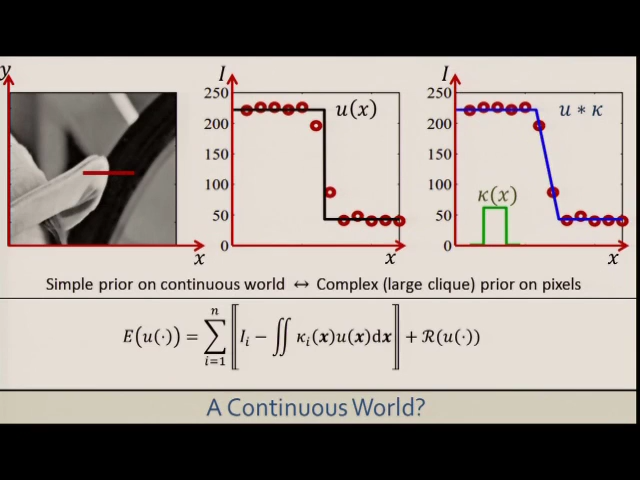 y
x
I
250
200
150
100
50
0
u(x)
x
I
250
200
150
100
50
0
u ∗ κ
κ(x)
x
Simple prior on continuous world ↔ Complex (large clique) prior on pixels
E(u(·)) = ∑_{i=1}^{n} ⟦ I_i − ∬ κ_i(x)u(x)dx ⟧ + ℛ(u(·))
A Continuous World?